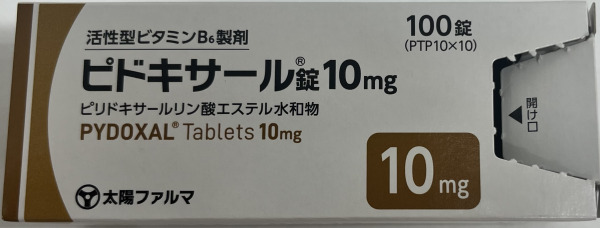 活性型ビタミンB₆製剤
100錠
(PTP10×10)
ピドキサール®錠10mg
ピリドキサールリン酸エステル水和物
PYDOXAL® Tablets 10mg
10mg
太陽ファルマ
開け口